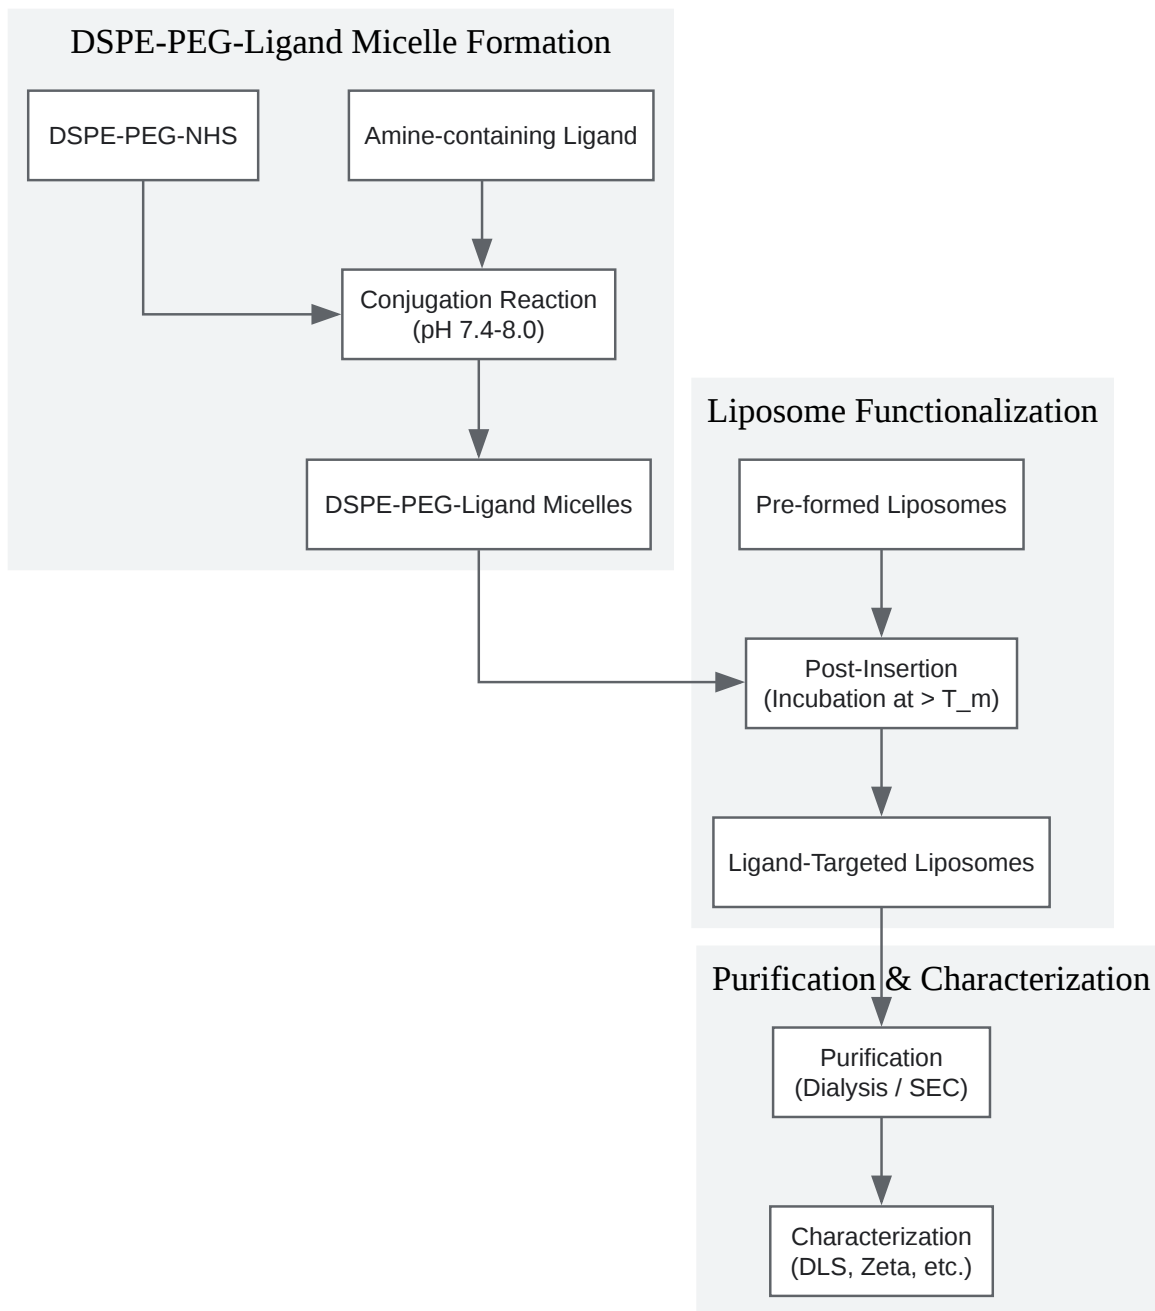 DSPE-PEG-Ligand Micelle Formation
DSPE-PEG-NHS
Amine-containing Ligand
Conjugation Reaction
(pH 7.4-8.0)
DSPE-PEG-Ligand Micelles
Liposome Functionalization
Pre-formed Liposomes
Post-Insertion
(Incubation at > T_m)
Ligand-Targeted Liposomes
Purification & Characterization
Purification
(Dialysis / SEC)
Characterization
(DLS, Zeta, etc.)